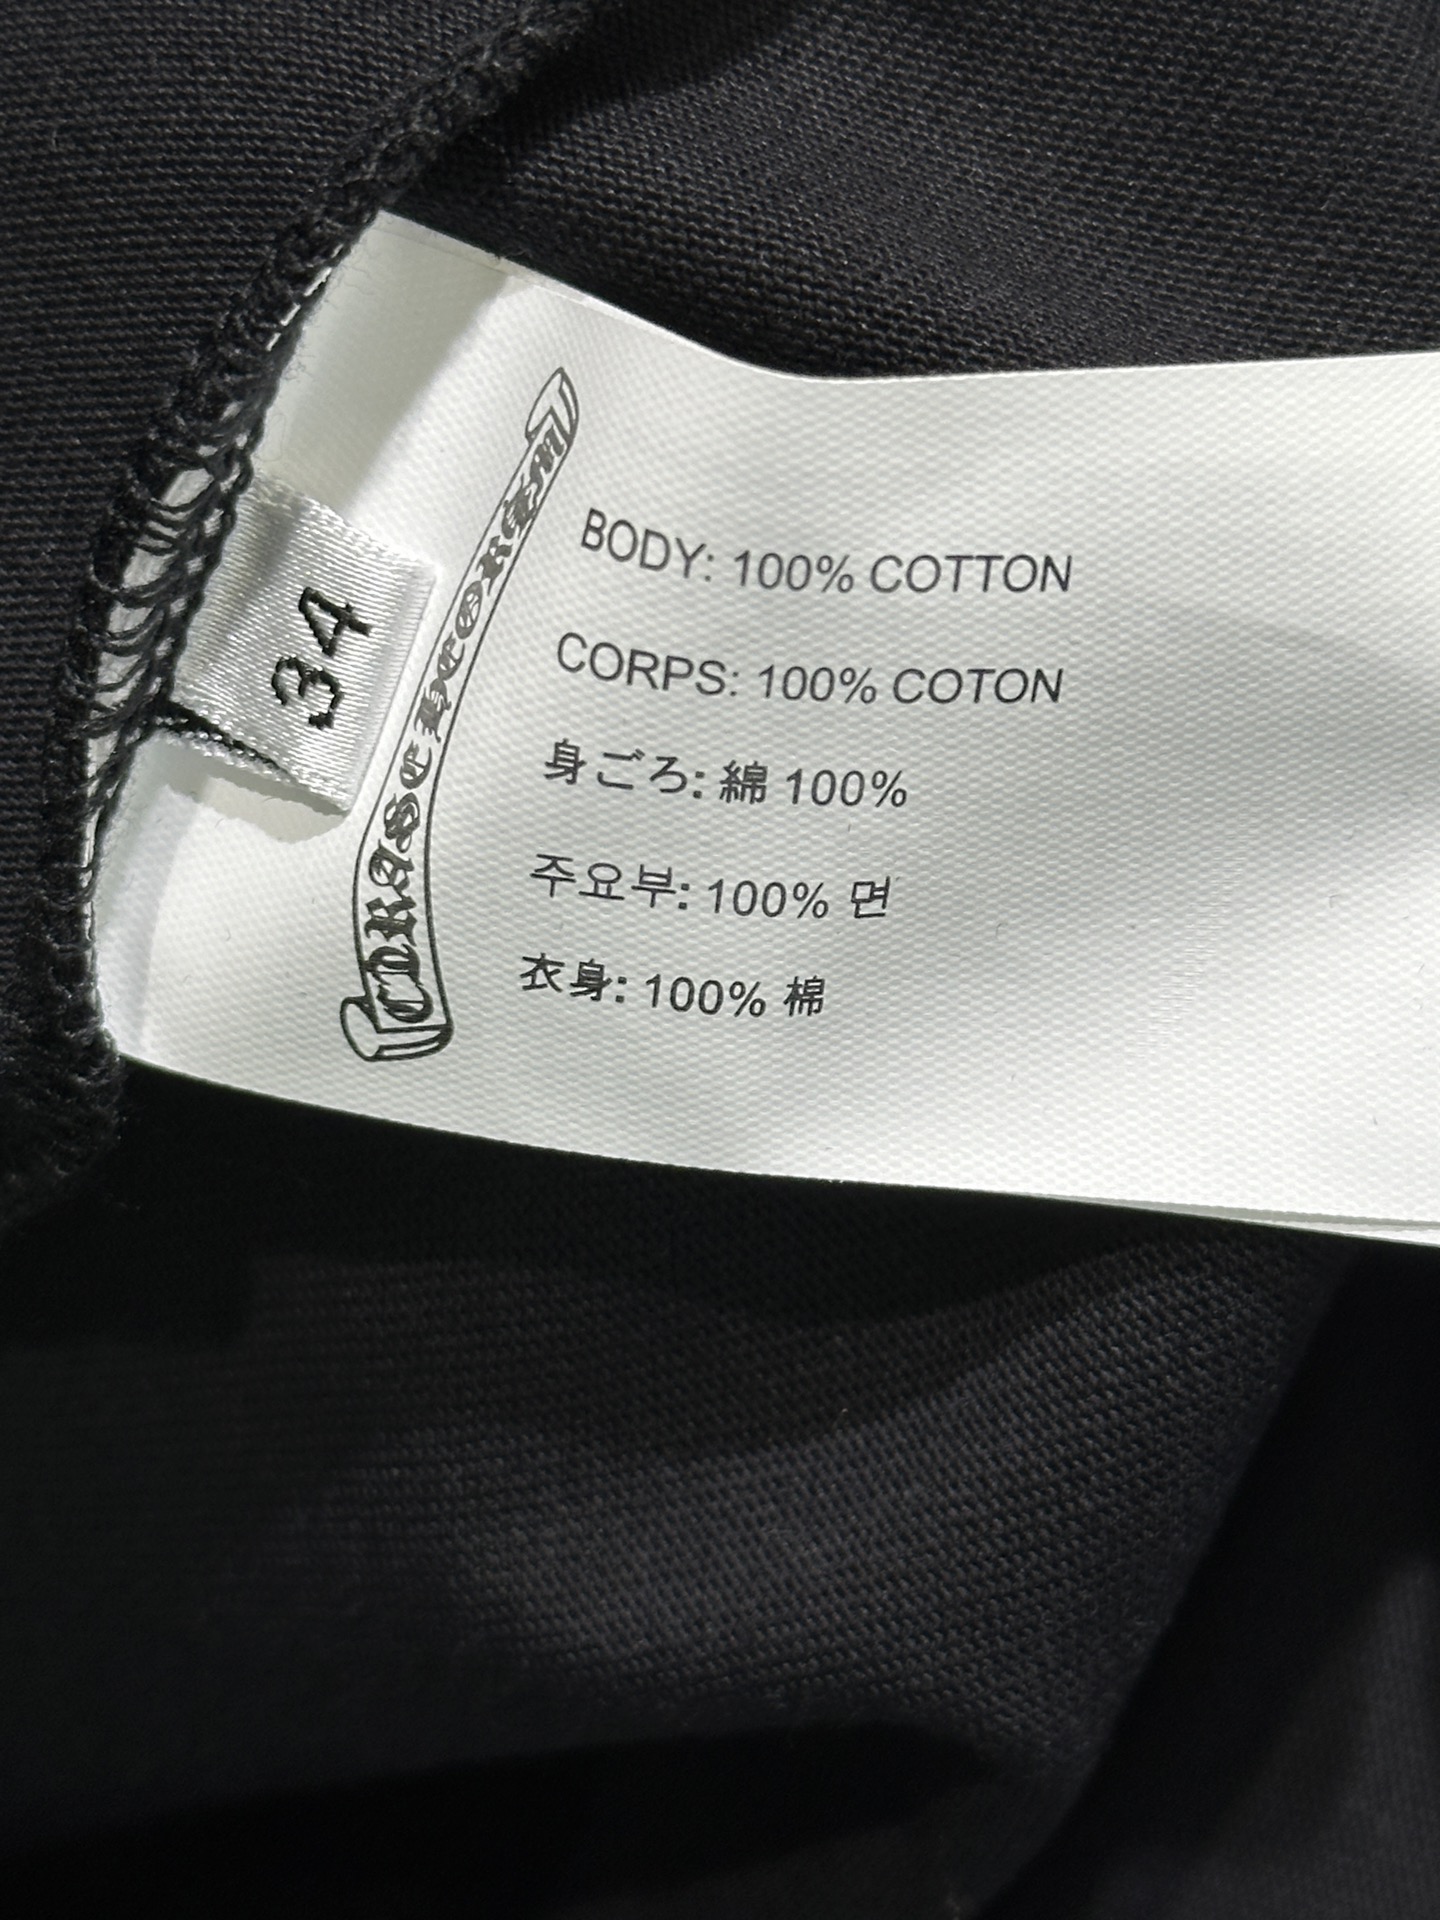 34
BODY: 100% COTTON
CORPS: 100% COTON
身ごろ: 綿 100%
주요부: 100% 면
衣身: 100% 棉